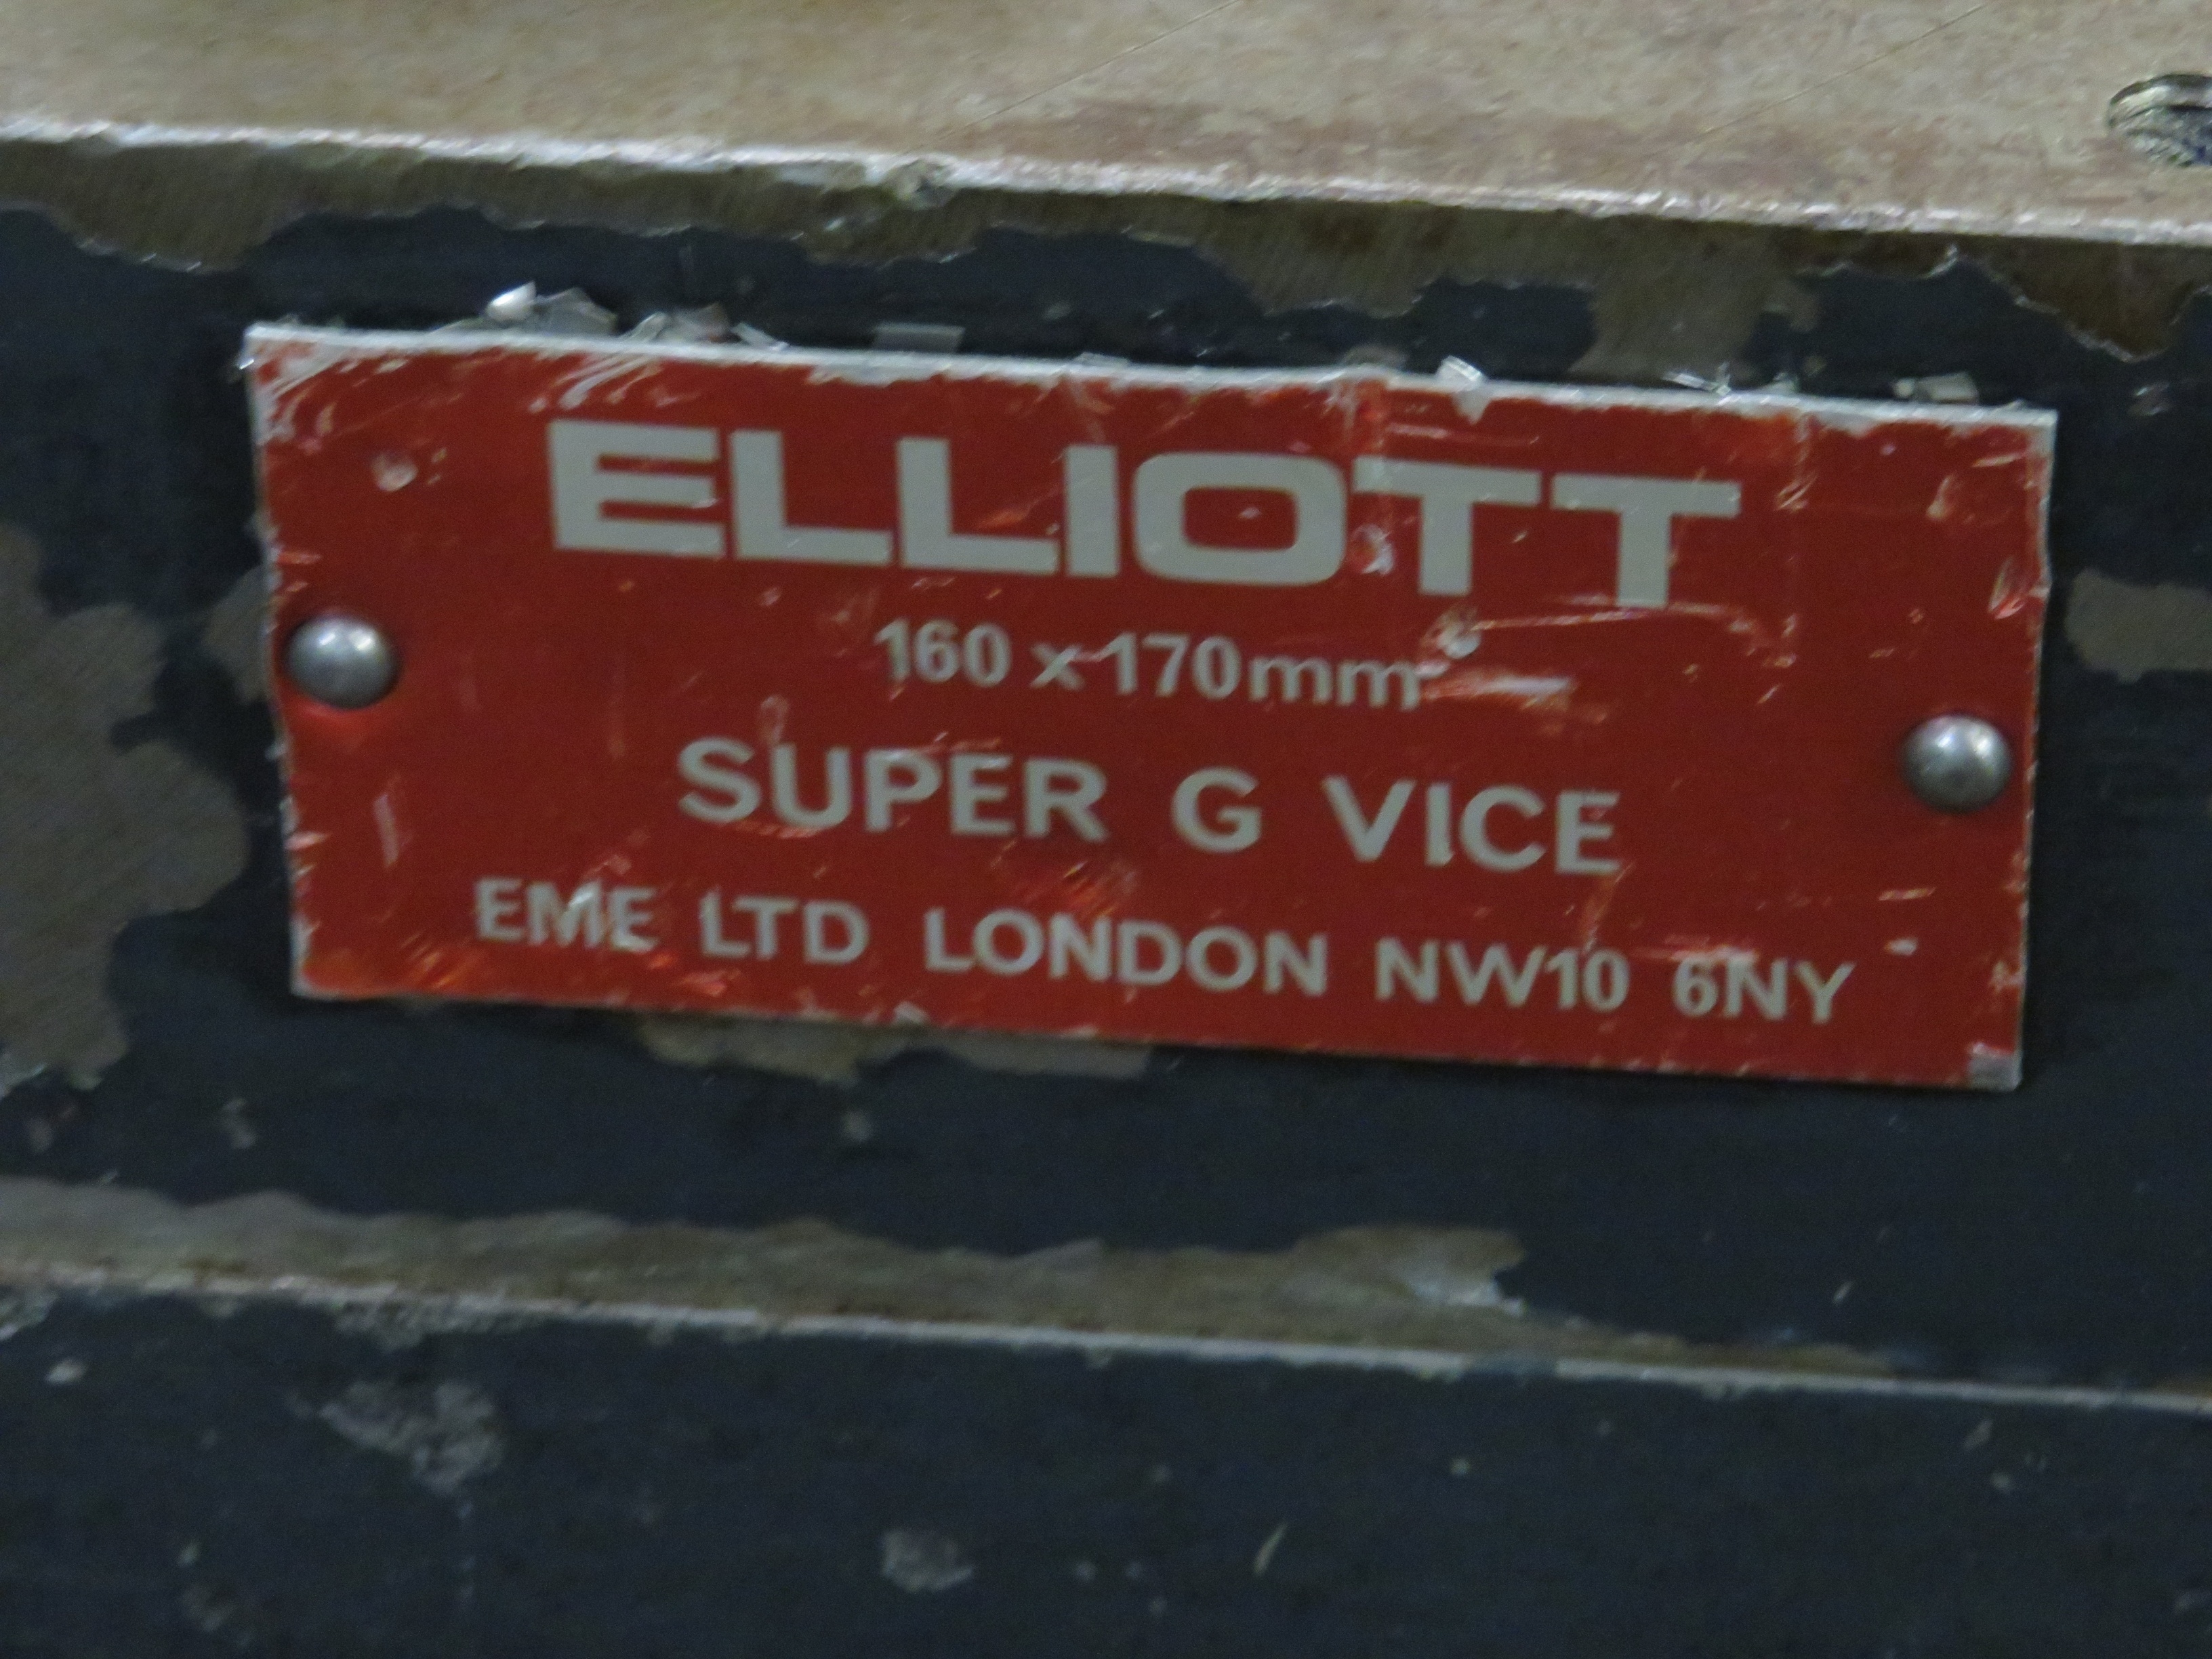 ELLIOTT
160 x 170mm
SUPER G VICE
EME LTD LONDON NW10 6NY